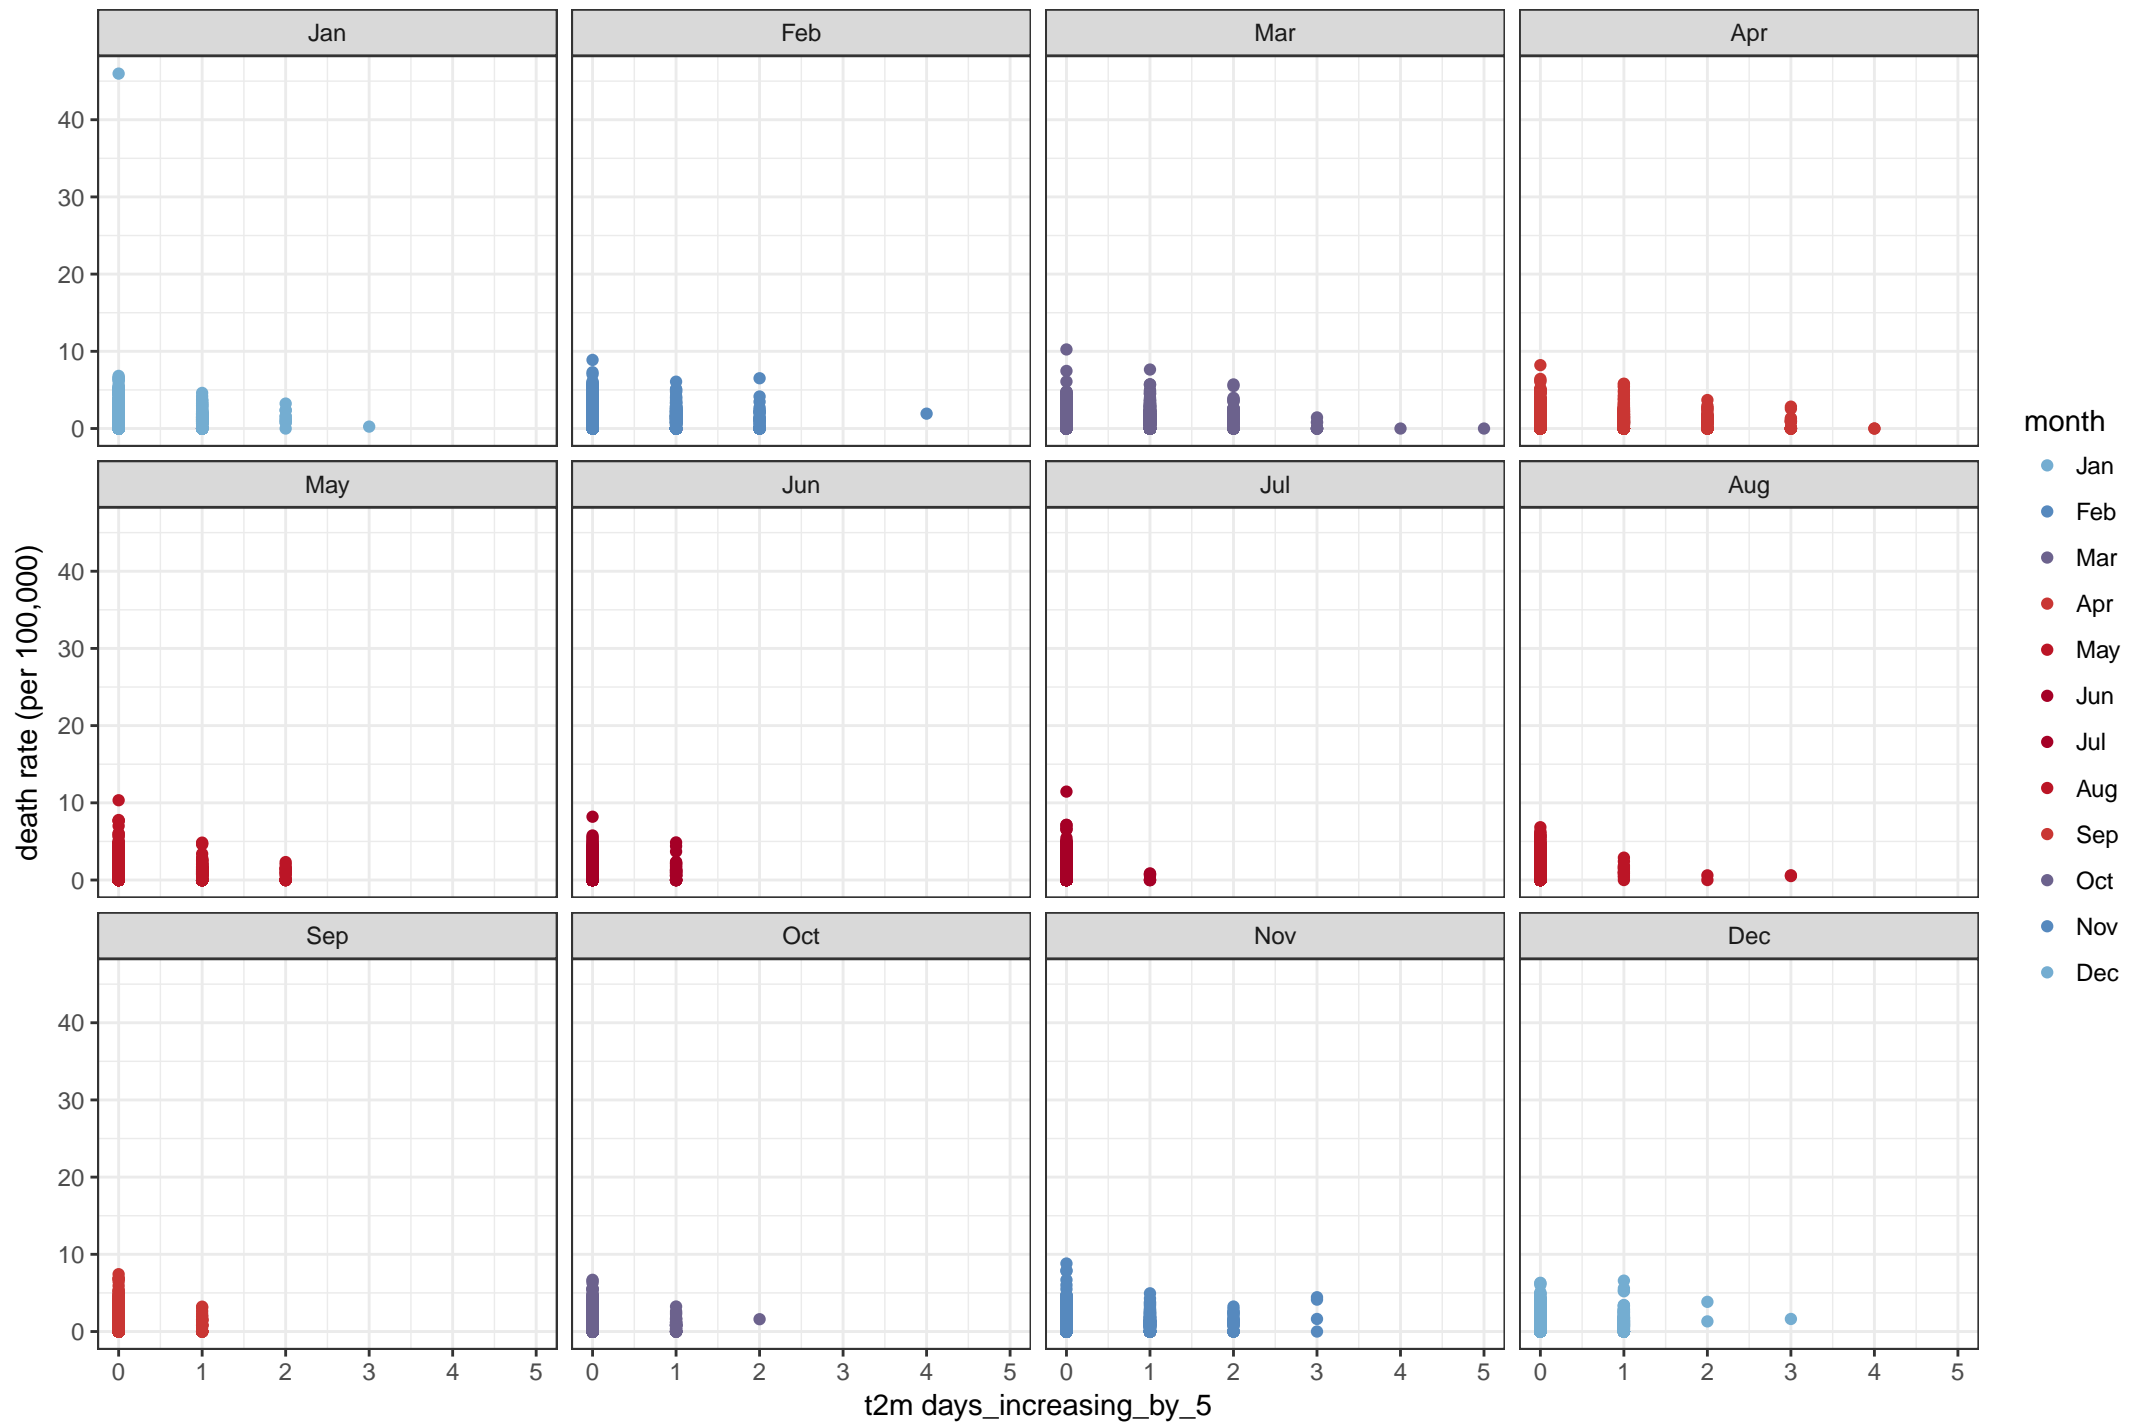 Jan Feb Mar Apr
40
30
20
10
0
May Jun Jul Aug
40
30
20
10
0
Sep Oct Nov Dec
40
30
20
10
0
0 1 2 3 4 5 0 1 2 3 4 5 0 1 2 3 4 5 0 1 2 3 4 5
t2m days_increasing_by_5
death rate (per 100,000)
month
Jan
Feb
Mar
Apr
May
Jun
Jul
Aug
Sep
Oct
Nov
Dec